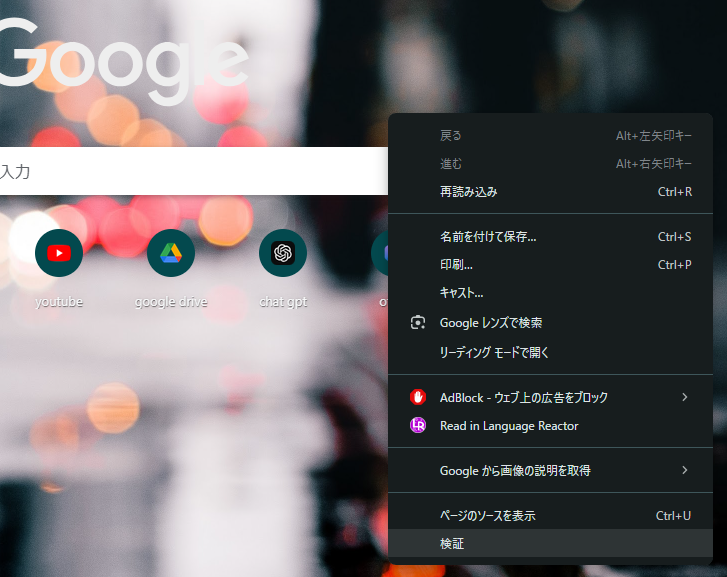 Google
入力
youtube
google drive
chat gpt
戻る Alt+左矢印キー
進む Alt+右矢印キー
再読み込み Ctrl+R
名前を付けて保存... Ctrl+S
印刷... Ctrl+P
キャスト...
Google レンズで検索
リーディング モードで開く
AdBlock - ウェブ上の広告をブロック
LR Read in Language Reactor
Google から画像の説明を取得
ページのソースを表示 Ctrl+U
検証